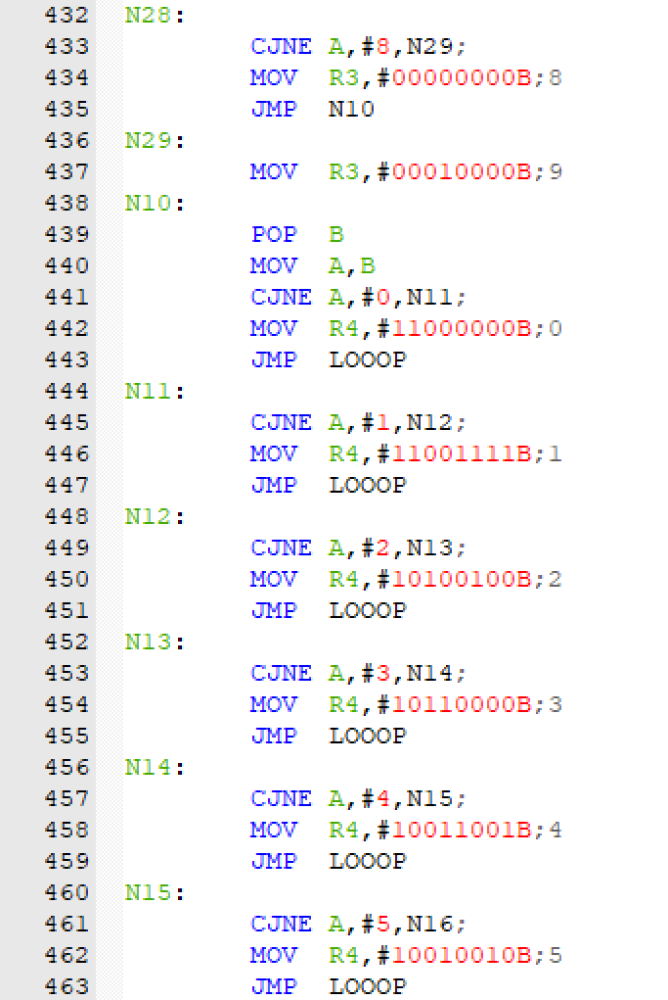 432 N28:
433 CJNE A,#8,N29;
434 MOV R3,#00000000B;8
435 JMP N10
436 N29:
437 MOV R3,#00010000B;9
438 N10:
439 POP B
440 MOV A,B
441 CJNE A,#0,N11;
442 MOV R4,#11000000B;0
443 JMP LOOOP
444 N11:
445 CJNE A,#1,N12;
446 MOV R4,#11001111B;1
447 JMP LOOOP
448 N12:
449 CJNE A,#2,N13;
450 MOV R4,#10100100B;2
451 JMP LOOOP
452 N13:
453 CJNE A,#3,N14;
454 MOV R4,#10110000B;3
455 JMP LOOOP
456 N14:
457 CJNE A,#4,N15;
458 MOV R4,#10011001B;4
459 JMP LOOOP
460 N15:
461 CJNE A,#5,N16;
462 MOV R4,#10010010B;5
463 JMP LOOOP